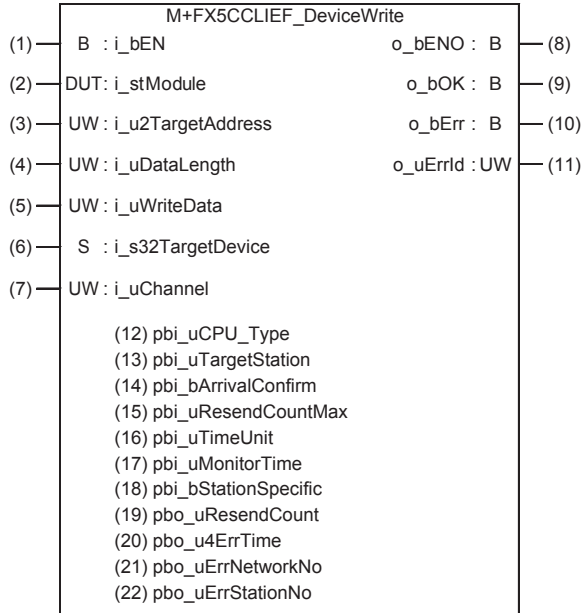 M+FX5CCLIEF_DeviceWrite
(1) B : i_bEN o_bENO : B (8)
(2) DUT: i_stModule o_bOK : B (9)
(3) UW : i_u2TargetAddress o_bErr : B (10)
(4) UW : i_uDataLength o_uErrId : UW (11)
(5) UW : i_uWriteData
(6) S : i_s32TargetDevice
(7) UW : i_uChannel
(12) pbi_uCPU_Type
(13) pbi_uTargetStation
(14) pbi_bArrivalConfirm
(15) pbi_uResendCountMax
(16) pbi_uTimeUnit
(17) pbi_uMonitorTime
(18) pbi_bStationSpecific
(19) pbo_uResendCount
(20) pbo_u4ErrTime
(21) pbo_uErrNetworkNo
(22) pbo_uErrStationNo